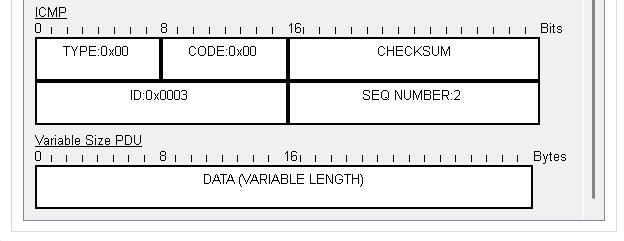 ICMP
0 8 16 Bits
TYPE:0x00 CODE:0x00 CHECKSUM
ID:0x0003 SEQ NUMBER:2
Variable Size PDU
0 8 16 Bytes
DATA (VARIABLE LENGTH)